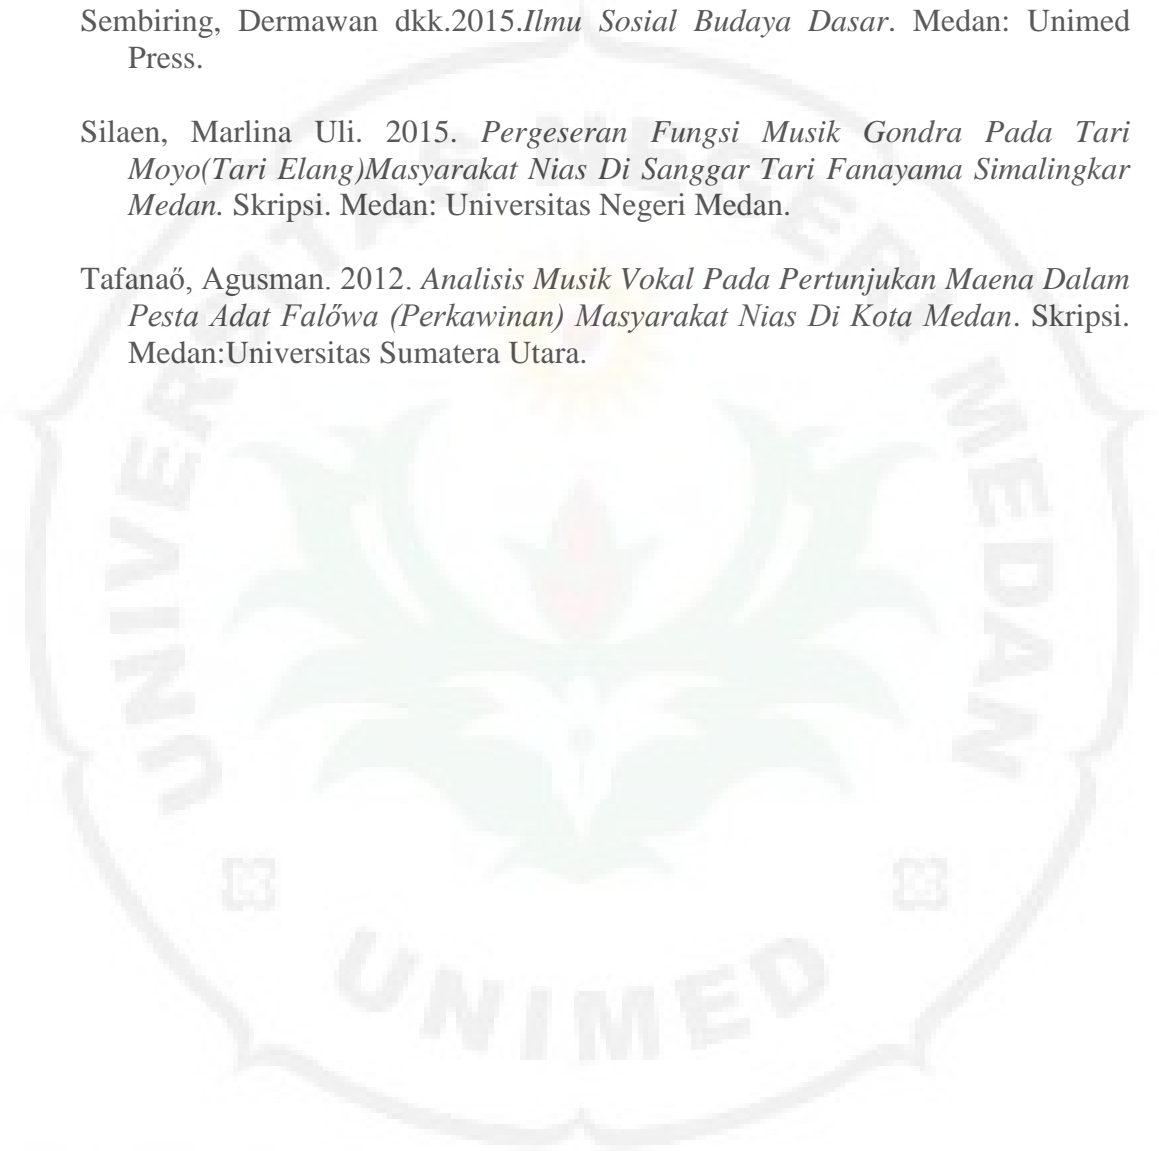 Sembiring, Dermawan dkk.2015.Ilmu Sosial Budaya Dasar. Medan: Unimed
Press.
Silaen, Marlina Uli. 2015. Pergeseran Fungsi Musik Gondra Pada Tari
Moyo(Tari Elang)Masyarakat Nias Di Sanggar Tari Fanayama Simalingkar
Medan. Skripsi. Medan: Universitas Negeri Medan.
Tafanaő, Agusman. 2012. Analisis Musik Vokal Pada Pertunjukan Maena Dalam
Pesta Adat Falőwa (Perkawinan) Masyarakat Nias Di Kota Medan. Skripsi.
Medan:Universitas Sumatera Utara.
UNIVERSITAS NEGERI MEDAN
UNIMED